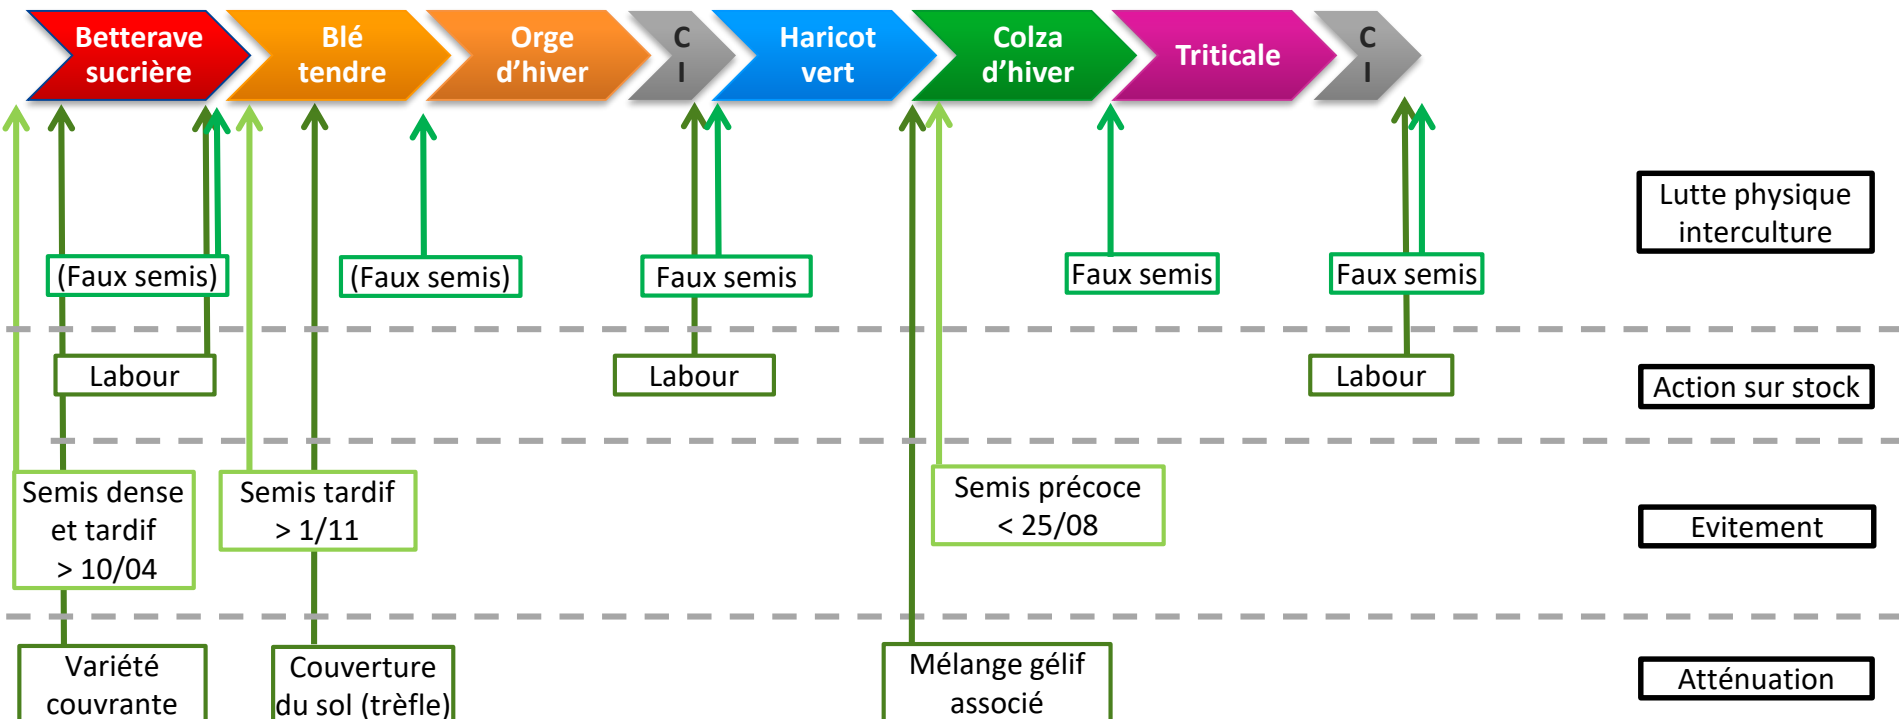 Betterave
sucrière
Blé
tendre
Orge
d’hiver
C
I
Haricot
vert
Colza
d’hiver
Triticale
C
I
Lutte physique
interculture
(Faux semis)
(Faux semis)
Faux semis
Faux semis
Faux semis
Labour
Labour
Labour
Action sur stock
Semis dense
et tardif
> 10/04
Semis tardif
> 1/11
Semis précoce
< 25/08
Evitement
Variété
couvrante
Couverture
du sol (trèfle)
Mélange gélif
associé
Atténuation